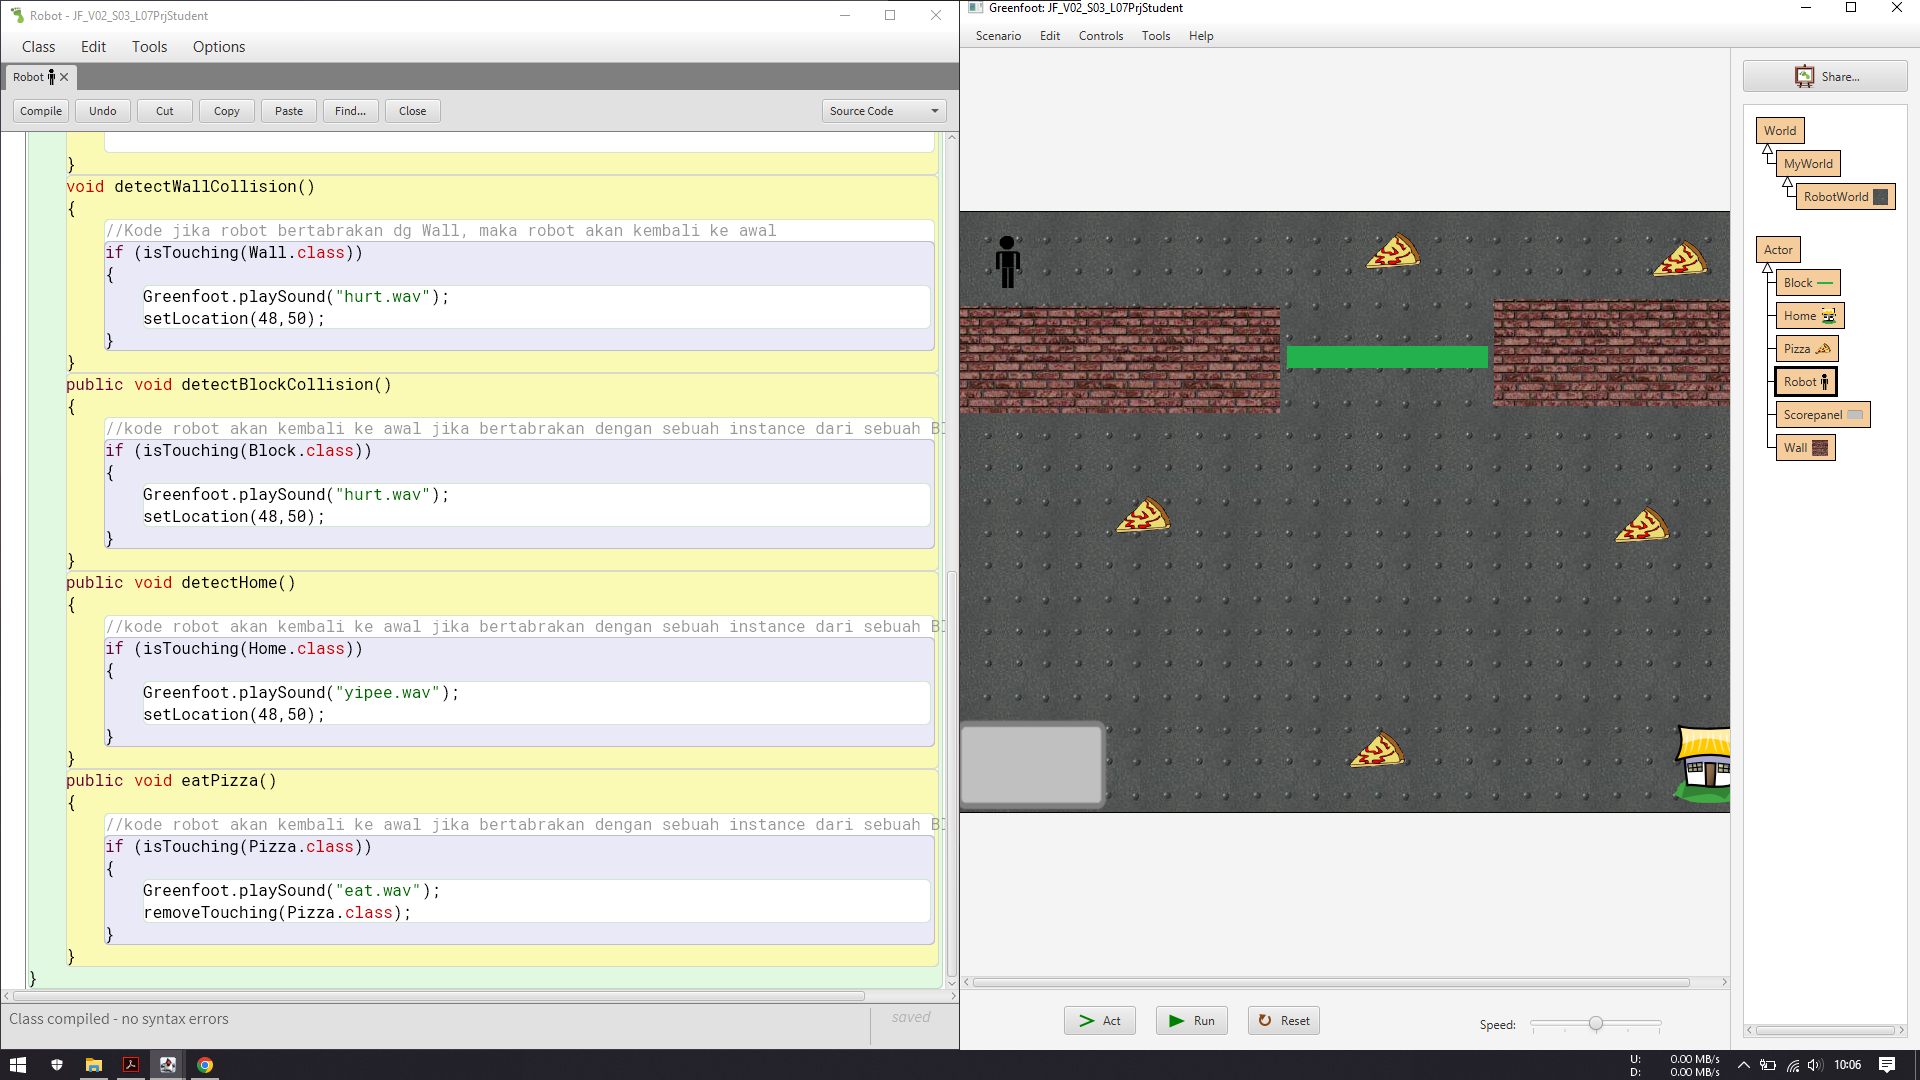 Robot - JF_V02_S03_L07PrjStudent
Class Edit Tools Options
Robot
Compile Undo Cut Copy Paste Find... Close Source Code
}
void detectWallCollision()
{
//Kode jika robot bertabrakan dg Wall, maka robot akan kembali ke awal
if (isTouching(Wall.class))
{
Greenfoot.playSound("hurt.wav");
setLocation(48,50);
}
}
public void detectBlockCollision()
{
//kode robot akan kembali ke awal jika bertabrakan dengan sebuah instance dari sebuah
if (isTouching(Block.class))
{
Greenfoot.playSound("hurt.wav");
setLocation(48,50);
}
}
public void detectHome()
{
//kode robot akan kembali ke awal jika bertabrakan dengan sebuah instance dari sebuah
if (isTouching(Home.class))
{
Greenfoot.playSound("yipee.wav");
setLocation(48,50);
}
}
public void eatPizza()
{
//kode robot akan kembali ke awal jika bertabrakan dengan sebuah instance dari sebuah
if (isTouching(Pizza.class))
{
Greenfoot.playSound("eat.wav");
removeTouching(Pizza.class);
}
}
}
Class compiled - no syntax errors
saved
Greenfoot: JF_V02_S03_L07PrjStudent
Scenario Edit Controls Tools Help
Share...
World
MyWorld
RobotWorld
Actor
Block
Home
Pizza
Robot
Scorepanel
Wall
Act Run Reset Speed:
U: 0.00 MB/s
D: 0.00 MB/s
10:06